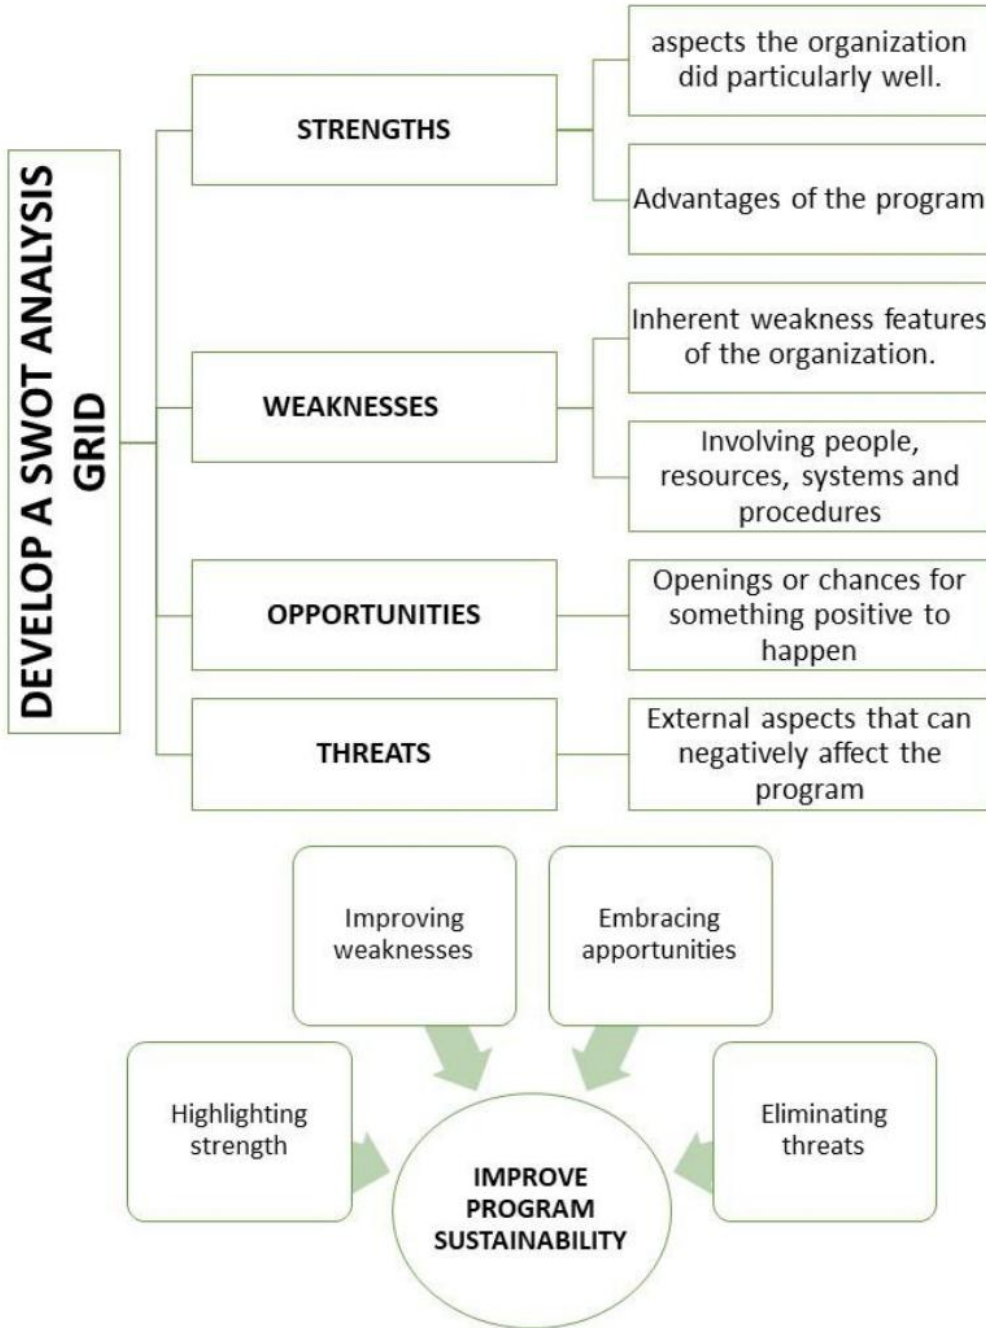 DEVELOP A SWOT ANALYSIS
GRID
STRENGTHS
aspects the organization
did particularly well.
Advantages of the program
WEAKNESSES
Inherent weakness features
of the organization.
Involving people,
resources, systems and
procedures
OPPORTUNITIES
Openings or chances for
something positive to
happen
THREATS
External aspects that can
negatively affect the
program
Improving
weaknesses
Embracing
apportunities
Highlighting
strength
Eliminating
threats
IMPROVE
PROGRAM
SUSTAINABILITY